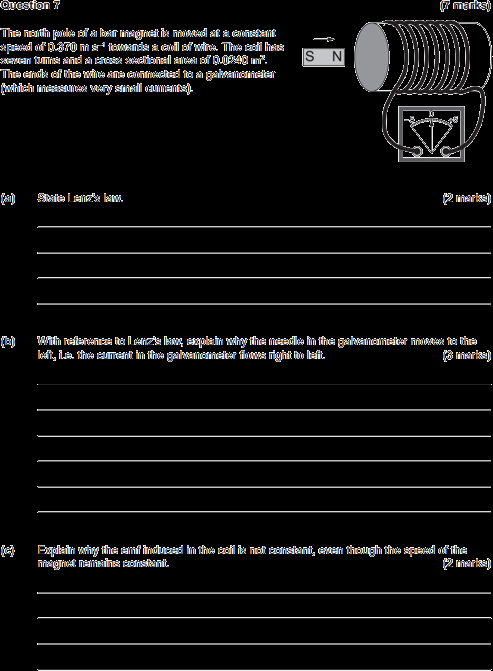 Question 7 (7 marks)
The north pole of a bar magnet is moved at a constant
speed of 0.370 m s⁻¹ towards a coil of wire. The coil has
seven turns and a cross sectional area of 0.0240 m².
The ends of the wire are connected to a galvanometer
(which measures very small currents).
S N
(a) State Lenz's law. (2 marks)
(b) With reference to Lenz's law, explain why the needle in the galvanometer moves to the
left, i.e. the current in the galvanometer flows right to left. (3 marks)
(c) Explain why the emf induced in the coil is not constant, even though the speed of the
magnet remains constant. (2 marks)